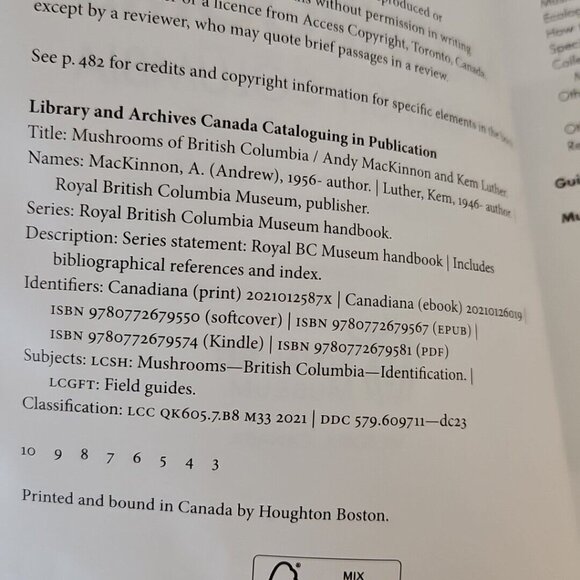 produced or
without permission in writing
of a licence from Access Copyright, Toronto, Canada,
except by a reviewer, who may quote brief passages in a review.
See p. 482 for credits and copyright information for specific elements in the
Library and Archives Canada Cataloguing in Publication
Title: Mushrooms of British Columbia / Andy MacKinnon and Kem Luther.
Names: MacKinnon, A. (Andrew), 1956- author. | Luther, Kem, 1946- author. |
Royal British Columbia Museum, publisher.
Series: Royal British Columbia Museum handbook.
Description: Series statement: Royal BC Museum handbook | Includes
bibliographical references and index.
Identifiers: Canadiana (print) 2021012587X | Canadiana (ebook) 20210126019 |
ISBN 9780772679550 (softcover) | ISBN 9780772679567 (EPUB) |
ISBN 9780772679574 (Kindle) | ISBN 9780772679581 (PDF)
Subjects: LCSH: Mushrooms—British Columbia—Identification. |
LCGFT: Field guides.
Classification: LCC QK605.7.B8 M33 2021 | DDC 579.609711—dc23
10 9 8 7 6 5 4 3
Printed and bound in Canada by Houghton Boston.
MIX
How
Gui
Mu